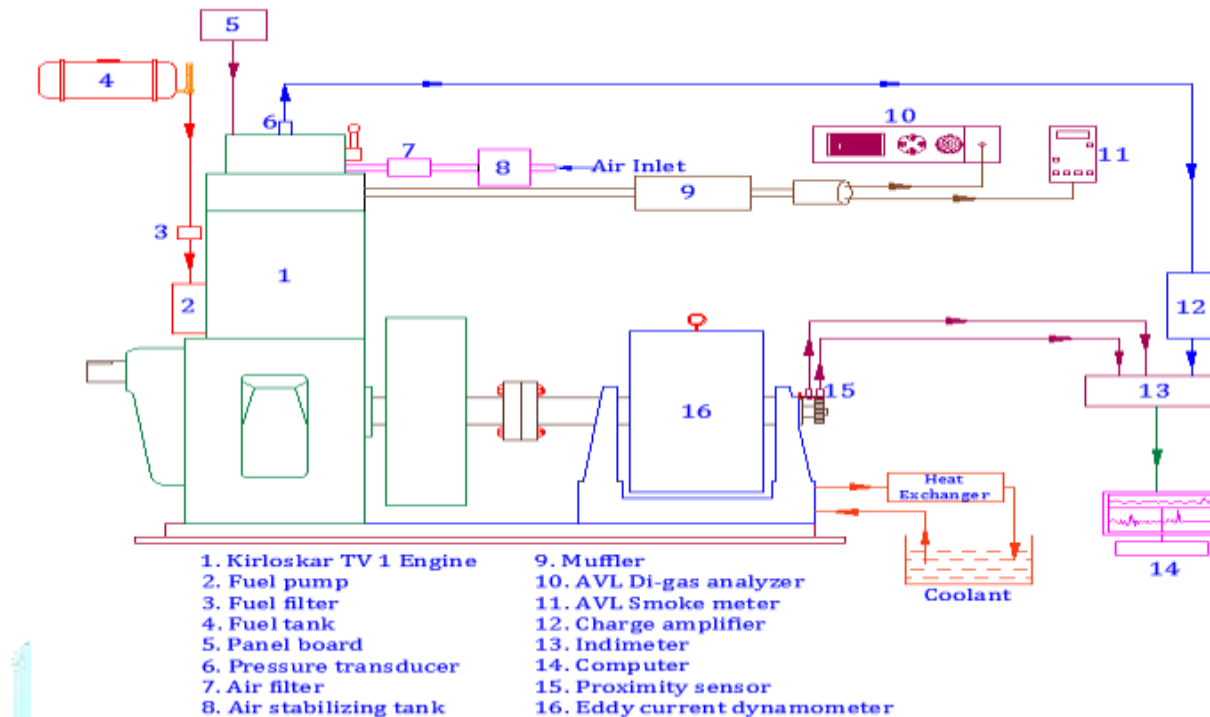 5
4
6
10
7
8
Air Inlet
11
9
3
1
2
12
15
16
13
Heat
Exchanger
14
Coolant
1. Kirloskar TV 1 Engine
2. Fuel pump
3. Fuel filter
4. Fuel tank
5. Panel board
6. Pressure transducer
7. Air filter
8. Air stabilizing tank
9. Muffler
10. AVL Di-gas analyzer
11. AVL Smoke meter
12. Charge amplifier
13. Indimeter
14. Computer
15. Proximity sensor
16. Eddy current dynamometer